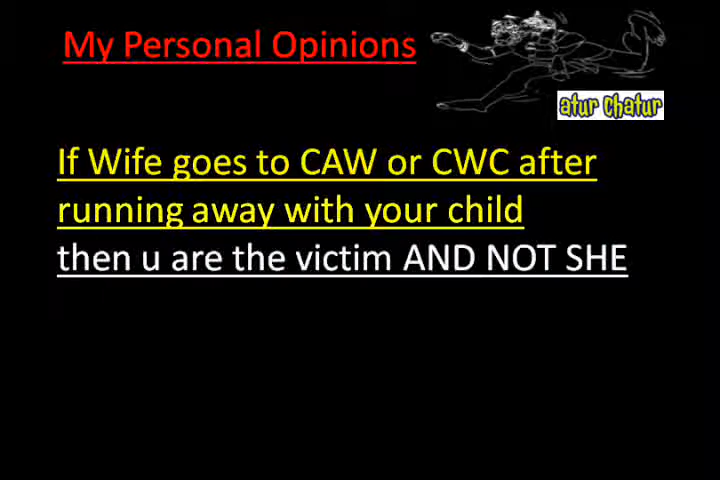 My Personal Opinions
atur chatur
If Wife goes to CAW or CWC after
running away with your child
then u are the victim AND NOT SHE